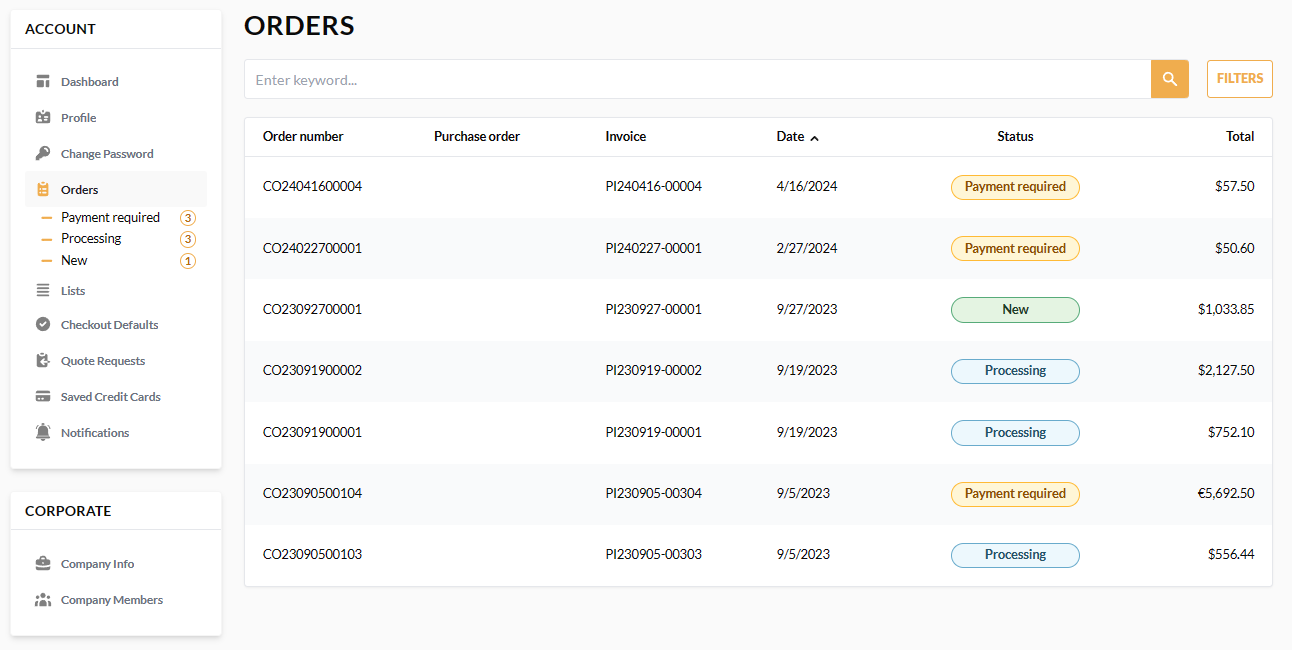 ACCOUNT
Dashboard
Profile
Change Password
Orders
Payment required 3
Processing 3
New 1
Lists
Checkout Defaults
Quote Requests
Saved Credit Cards
Notifications
CORPORATE
Company Info
Company Members
ORDERS
Enter keyword...
FILTERS
Order number Purchase order Invoice Date Status Total
CO24041600004 PI240416-00004 4/16/2024 Payment required $57.50
CO24022700001 PI240227-00001 2/27/2024 Payment required $50.60
CO23092700001 PI230927-00001 9/27/2023 New $1,033.85
CO23091900002 PI230919-00002 9/19/2023 Processing $2,127.50
CO23091900001 PI230919-00001 9/19/2023 Processing $752.10
CO23090500104 PI230905-00304 9/5/2023 Payment required €5,692.50
CO23090500103 PI230905-00303 9/5/2023 Processing $556.44